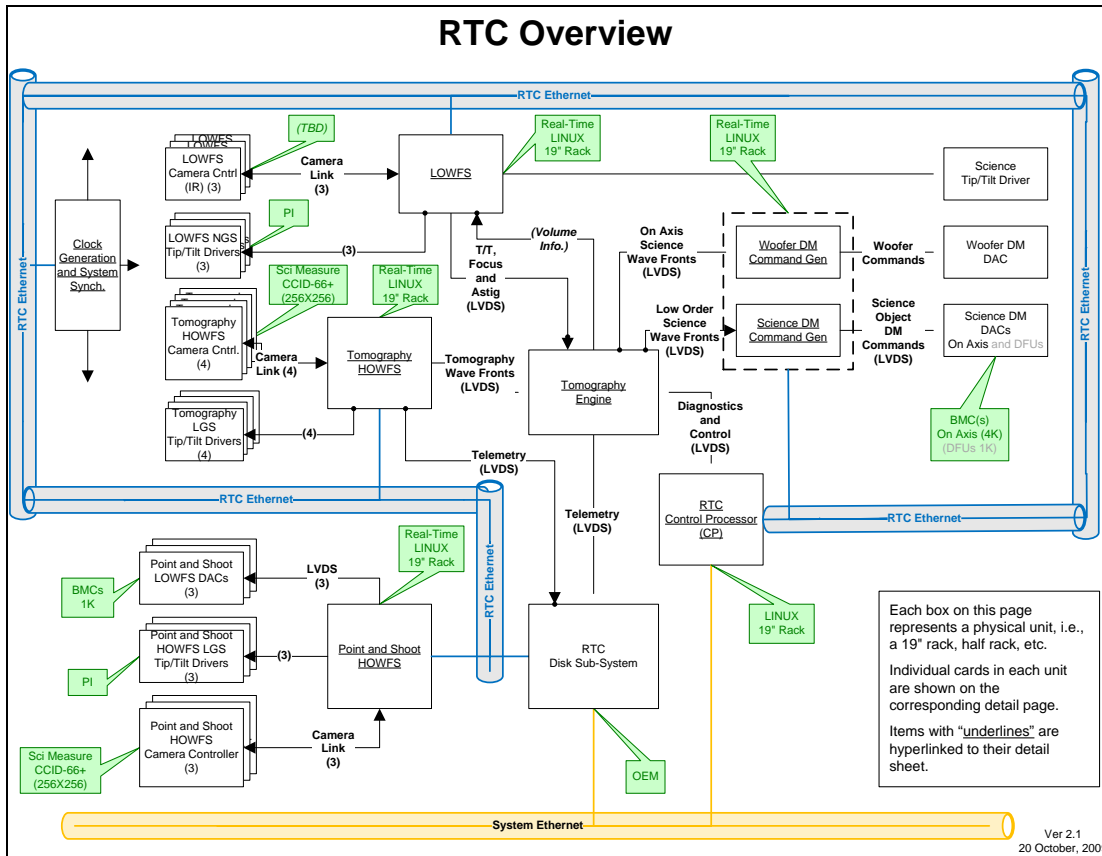 RTC Overview
RTC Ethernet
RTC Ethernet
RTC Ethernet
(TBD)
Real-Time
LINUX
19" Rack
Real-Time
LINUX
19" Rack
LOWFS
LOWFS
LOWFS
Camera Cntrl
(IR) (3)
Camera
Link
(3)
LOWFS
Science
Tip/Tilt Driver
PI
Clock
Generation
and System
Synch.
LOWFS NGS
Tip/Tilt Drivers
(3)
(3)
(Volume
Info.)
T/T,
Focus
and
Astig
(LVDS)
On Axis
Science
Wave Fronts
(LVDS)
Woofer DM
Command Gen
Woofer
Commands
Woofer DM
DAC
Sci Measure
CCID-66+
(256X256)
Real-Time
LINUX
19" Rack
Tomography
HOWFS
Camera Cntrl.
(4)
Camera
Link (4)
Tomography
HOWFS
Tomography
Wave Fronts
(LVDS)
Low Order
Science
Wave Fronts
(LVDS)
Science DM
Command Gen
Science
Object
DM
Commands
(LVDS)
Science DM
DACs
On Axis and DFUs
Tomography
Engine
Tomography
LGS
Tip/Tilt Drivers
(4)
(4)
Diagnostics
and
Control
(LVDS)
BMC(s)
On Axis (4K)
(DFUs 1K)
Telemetry
(LVDS)
RTC Ethernet
RTC Ethernet
Telemetry
(LVDS)
RTC
Control Processor
(CP)
RTC Ethernet
Real-Time
LINUX
19" Rack
Point and Shoot
LOWFS DACs
(3)
LVDS
(3)
BMCs
1K
LINUX
19" Rack
Point and Shoot
HOWFS LGS
Tip/Tilt Drivers
(3)
(3)
PI
Point and Shoot
HOWFS
RTC
Disk Sub-System
Point and Shoot
HOWFS
Camera Controller
(3)
Camera
Link
(3)
Sci Measure
CCID-66+
(256X256)
OEM
Each box on this page
represents a physical unit, i.e.,
a 19" rack, half rack, etc.
Individual cards in each unit
are shown on the
corresponding detail page.
Items with “underlines” are
hyperlinked to their detail
sheet.
System Ethernet
Ver 2.1
20 October, 200